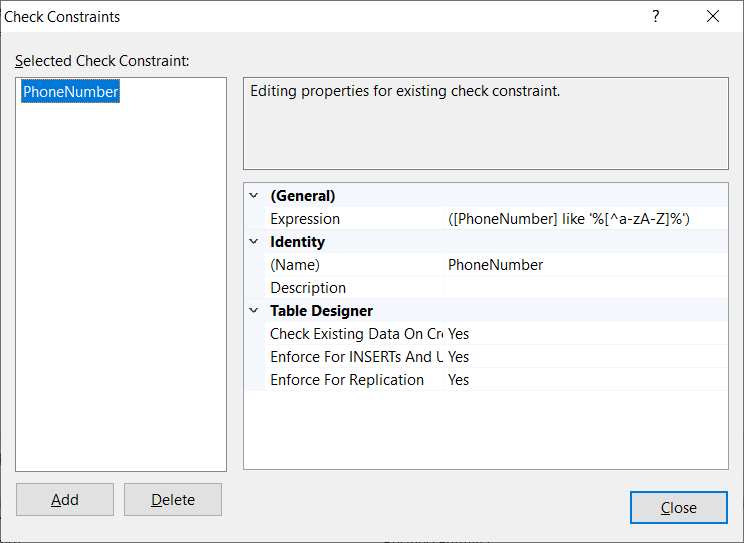 Check Constraints
?
Selected Check Constraint:
PhoneNumber
Editing properties for existing check constraint.
(General)
Expression ([PhoneNumber] like '%[^a-zA-Z]%')
Identity
(Name) PhoneNumber
Description
Table Designer
Check Existing Data On Cre Yes
Enforce For INSERTs And U Yes
Enforce For Replication Yes
Add
Delete
Close